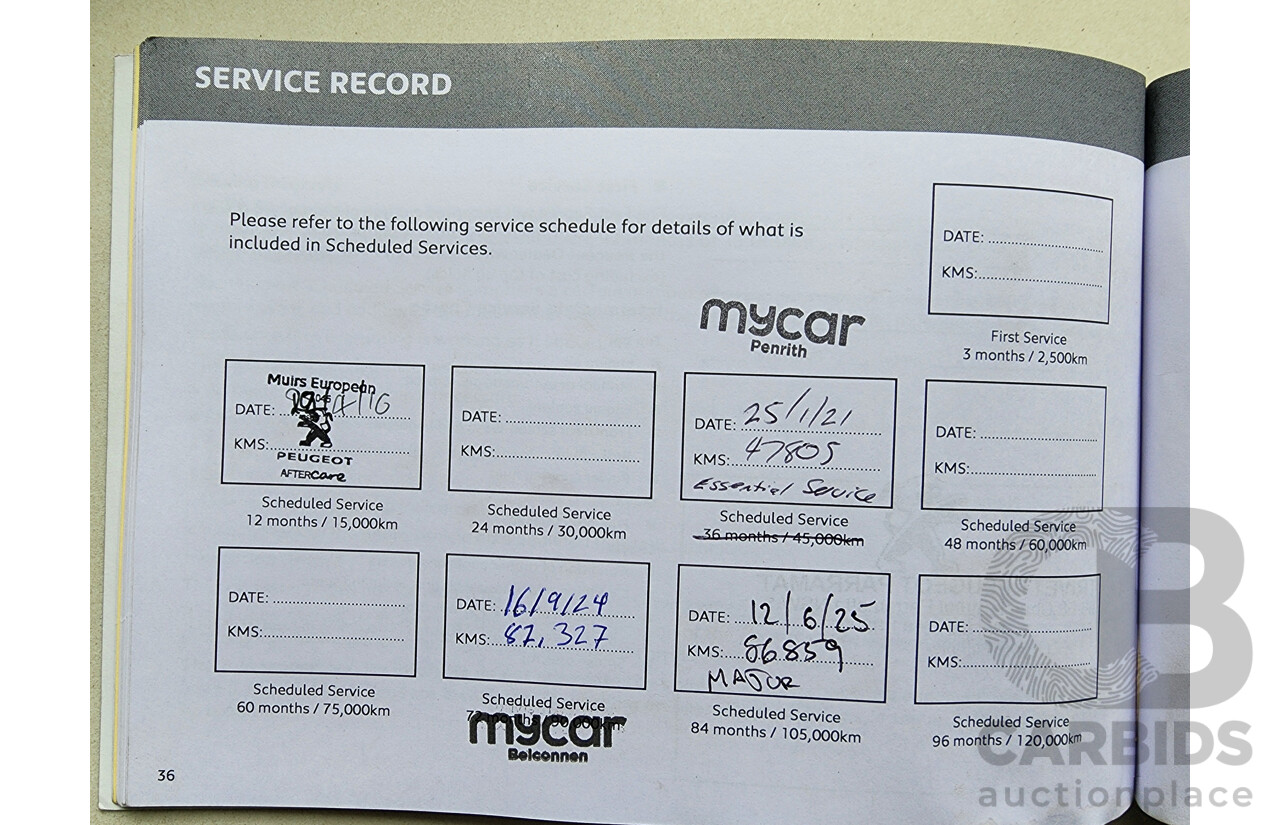 SERVICE RECORD
Please refer to the following service schedule for details of what is
included in Scheduled Services.
DATE:
KMS:
First Service
3 months / 2,500km
mycar
Penrith
Muirs European
DATE:
KMS:
PEUGEOT
AFTERcare
Scheduled Service
12 months / 15,000km
DATE:
KMS:
Scheduled Service
24 months / 30,000km
DATE: 25/1/21
KMS: 47805
Essential Service
Scheduled Service
36 months / 45,000km
DATE:
KMS:
Scheduled Service
48 months / 60,000km
DATE:
KMS:
Scheduled Service
60 months / 75,000km
DATE: 16/9/24
KMS: 82,327
Scheduled Service
mycar
Belconnen
DATE: 12/6/25
KMS: 86859
MAJOR
Scheduled Service
84 months / 105,000km
DATE:
KMS:
Scheduled Service
96 months / 120,000km
36
CARBIDS
auctionplace